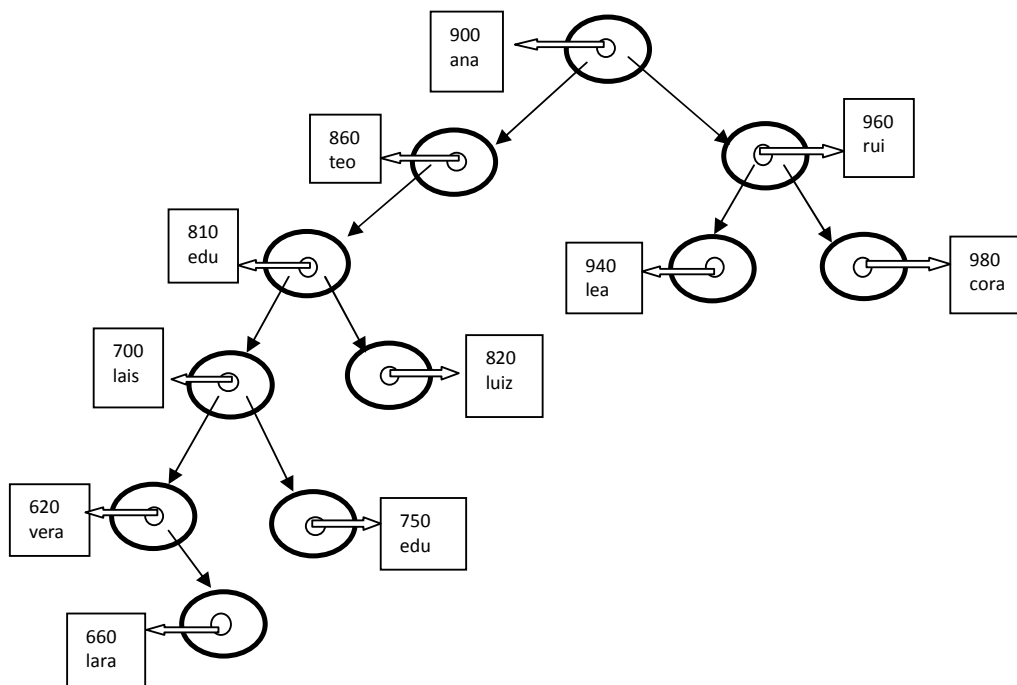 900
ana
860
teo
960
rui
810
edu
940
lea
980
cora
700
lais
820
luiz
620
vera
750
edu
660
lara